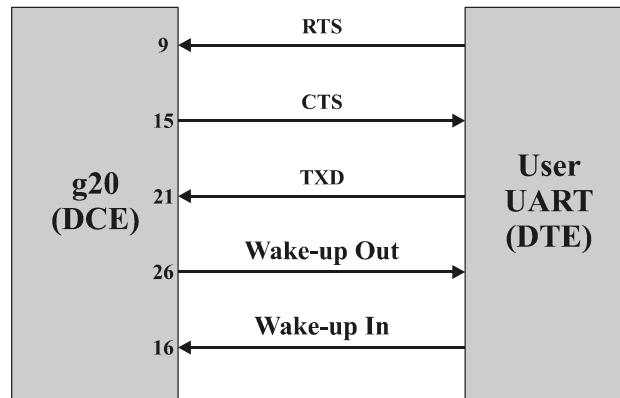 RTS
9
CTS
15
g20
(DCE)
TXD
21
User
UART
(DTE)
Wake-up Out
26
Wake-up In
16